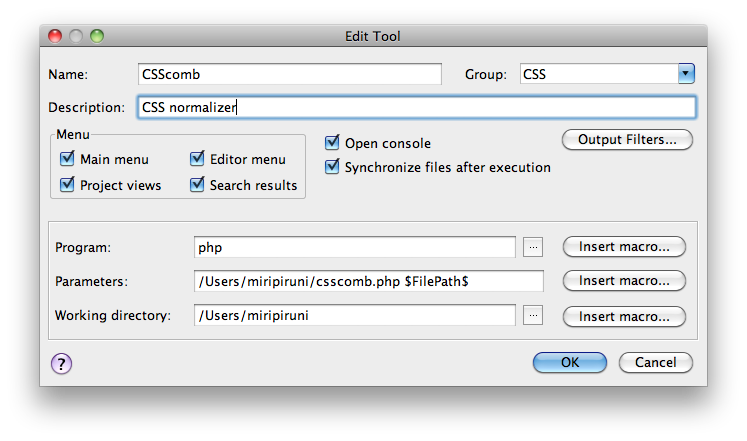 Edit Tool
Name: CSScomb Group: CSS
Description: CSS normalizer
Menu
Main menu Editor menu Open console Output Filters...
Project views Search results Synchronize files after execution
Program: php ... Insert macro...
Parameters: /Users/miripiruni/csscomb.php $FilePath$ Insert macro...
Working directory: /Users/miripiruni ... Insert macro...
? OK Cancel